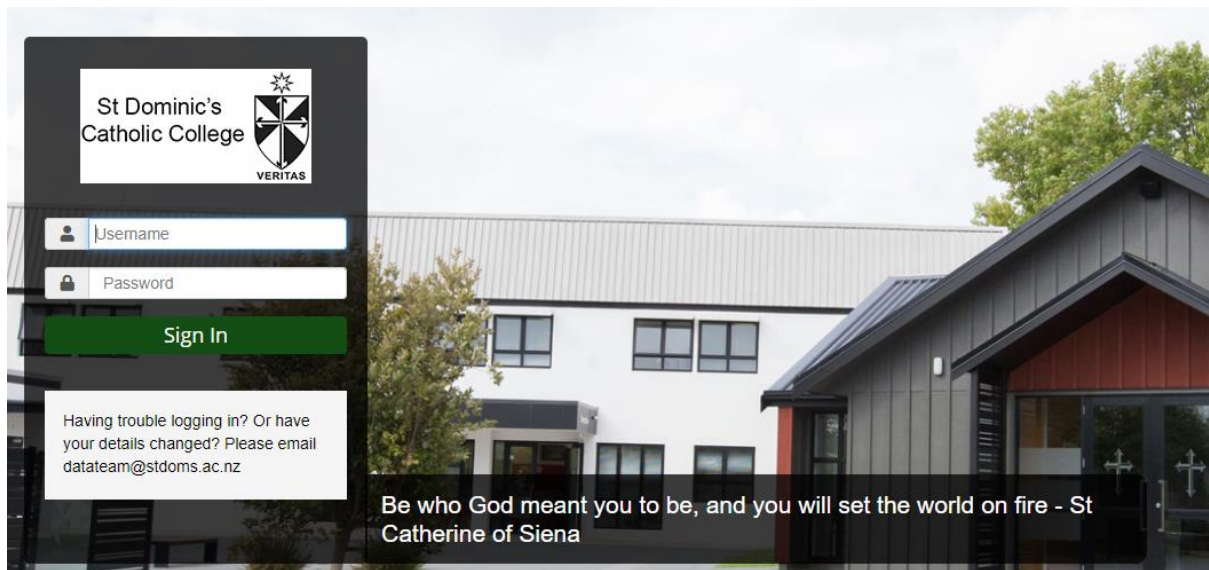 St Dominic's
Catholic College
VERITAS
Username
Password
Sign In
Having trouble logging in? Or have
your details changed? Please email
datateam@stdoms.ac.nz
Be who God meant you to be, and you will set the world on fire - St
Catherine of Siena